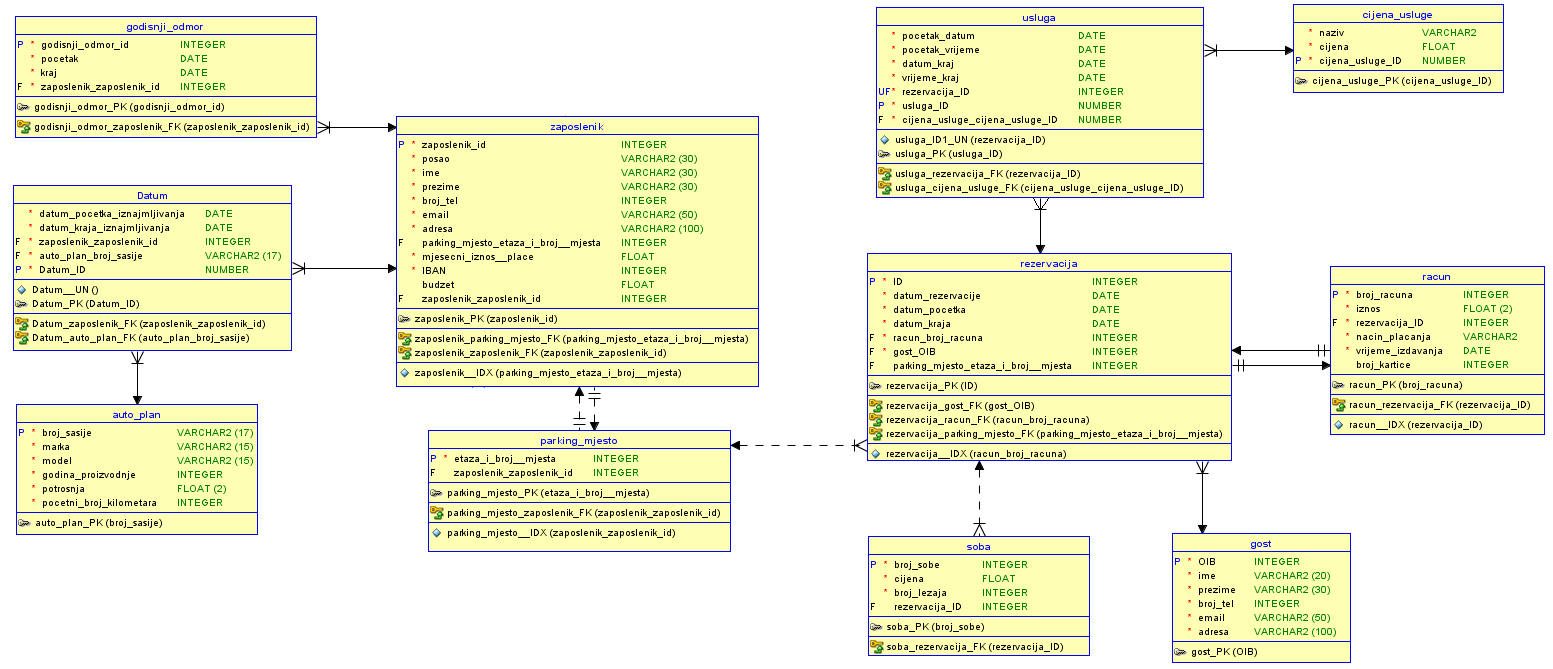 godisnji_odmor
P * godisnji_odmor_id INTEGER
* pocetak DATE
* kraj DATE
F * zaposlenik_zaposlenik_id INTEGER
godisnji_odmor_PK (godisnji_odmor_id)
godisnji_odmor_zaposlenik_FK (zaposlenik_zaposlenik_id)
Datum
* datum_pocetka_iznajmljivanja DATE
* datum_kraja_iznajmljivanja DATE
F * zaposlenik_zaposlenik_id INTEGER
F * auto_plan_broj_sasije VARCHAR2 (17)
P * Datum_ID NUMBER
Datum__UN ()
Datum_PK (Datum_ID)
Datum_zaposlenik_FK (zaposlenik_zaposlenik_id)
Datum_auto_plan_FK (auto_plan_broj_sasije)
auto_plan
P * broj_sasije VARCHAR2 (17)
* marka VARCHAR2 (15)
* model VARCHAR2 (15)
* godina_proizvodnje INTEGER
* potrosnja FLOAT (2)
* pocetni_broj_kilometara INTEGER
auto_plan_PK (broj_sasije)
zaposlenik
P * zaposlenik_id INTEGER
* posao VARCHAR2 (30)
* ime VARCHAR2 (30)
* prezime VARCHAR2 (30)
* broj_tel INTEGER
* email VARCHAR2 (50)
* adresa VARCHAR2 (100)
F parking_mjesto_etaza_i_broj__mjesta INTEGER
* mjesecni_iznos__place FLOAT
* IBAN INTEGER
budzet FLOAT
F zaposlenik_zaposlenik_id INTEGER
zaposlenik_PK (zaposlenik_id)
zaposlenik_parking_mjesto_FK (parking_mjesto_etaza_i_broj__mjesta)
zaposlenik_zaposlenik_FK (zaposlenik_zaposlenik_id)
zaposlenik__IDX (parking_mjesto_etaza_i_broj__mjesta)
parking_mjesto
P * etaza_i_broj__mjesta INTEGER
F zaposlenik_zaposlenik_id INTEGER
parking_mjesto_PK (etaza_i_broj__mjesta)
parking_mjesto_zaposlenik_FK (zaposlenik_zaposlenik_id)
parking_mjesto__IDX (zaposlenik_zaposlenik_id)
usluga
* pocetak_datum DATE
* pocetak_vrijeme DATE
* datum_kraj DATE
* vrijeme_kraj DATE
UF* rezervacija_ID INTEGER
P * usluga_ID NUMBER
F * cijena_usluge_cijena_usluge_ID NUMBER
usluga_ID1_UN (rezervacija_ID)
usluga_PK (usluga_ID)
usluga_rezervacija_FK (rezervacija_ID)
usluga_cijena_usluge_FK (cijena_usluge_cijena_usluge_ID)
cijena_usluge
* naziv VARCHAR2
* cijena FLOAT
P * cijena_usluge_ID NUMBER
cijena_usluge_PK (cijena_usluge_ID)
rezervacija
P * ID INTEGER
* datum_rezervacije DATE
* datum_pocetka DATE
* datum_kraja DATE
F * racun_broj_racuna INTEGER
F * gost_OIB INTEGER
F parking_mjesto_etaza_i_broj__mjesta INTEGER
rezervacija_PK (ID)
rezervacija_gost_FK (gost_OIB)
rezervacija_racun_FK (racun_broj_racuna)
rezervacija_parking_mjesto_FK (parking_mjesto_etaza_i_broj__mjesta)
rezervacija__IDX (racun_broj_racuna)
racun
P * broj_racuna INTEGER
* iznos FLOAT (2)
F * rezervacija_ID INTEGER
* nacin_placanja VARCHAR2
* vrijeme_izdavanja DATE
broj_kartice INTEGER
racun_PK (broj_racuna)
racun_rezervacija_FK (rezervacija_ID)
racun__IDX (rezervacija_ID)
soba
P * broj_sobe INTEGER
* cijena FLOAT
* broj_lezaja INTEGER
F rezervacija_ID INTEGER
soba_PK (broj_sobe)
soba_rezervacija_FK (rezervacija_ID)
gost
P * OIB INTEGER
* ime VARCHAR2 (20)
* prezime VARCHAR2 (30)
* broj_tel INTEGER
* email VARCHAR2 (50)
* adresa VARCHAR2 (100)
gost_PK (OIB)